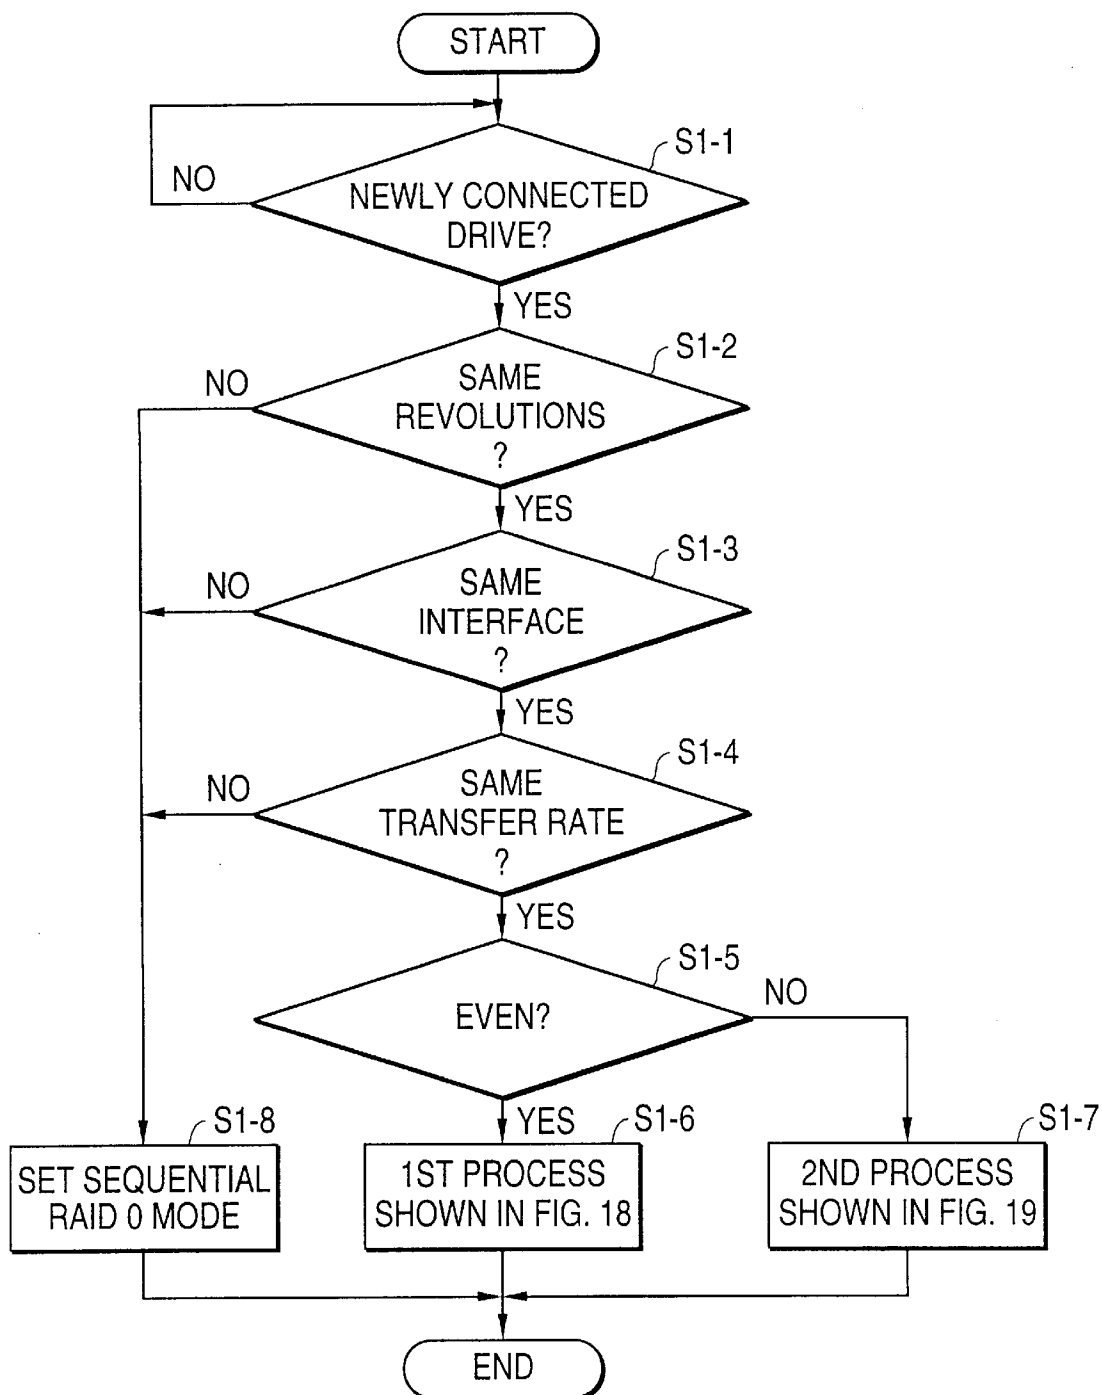 START
S1-1
NO
NEWLY CONNECTED
DRIVE?
YES
S1-2
NO
SAME
REVOLUTIONS
?
YES
S1-3
NO
SAME
INTERFACE
?
YES
S1-4
NO
SAME
TRANSFER RATE
?
YES
S1-5
NO
EVEN?
YES
S1-8
S1-6
S1-7
SET SEQUENTIAL
RAID 0 MODE
1ST PROCESS
SHOWN IN FIG. 18
2ND PROCESS
SHOWN IN FIG. 19
END